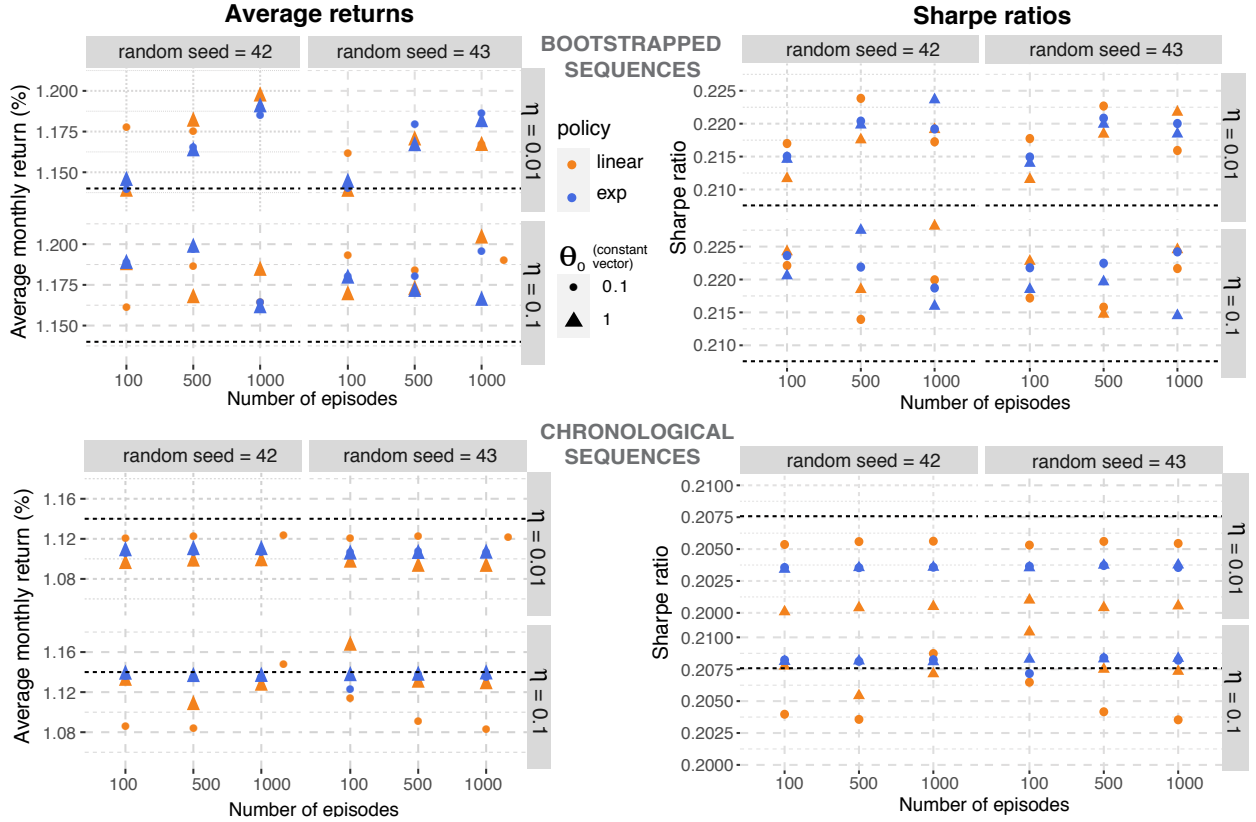 Average returns
Sharpe ratios
BOOTSTRAPPED
SEQUENCES
random seed = 42
random seed = 43
Average monthly return (%)
1.200
1.175
1.150
η = 0.01
1.200
1.175
1.150
η = 0.1
100
500
1000
100
500
1000
Number of episodes
policy
linear
exp
θ0 (constant
vector)
0.1
1
random seed = 42
random seed = 43
Sharpe ratio
0.225
0.220
0.215
0.210
η = 0.01
0.225
0.220
0.215
0.210
η = 0.1
100
500
1000
100
500
1000
Number of episodes
CHRONOLOGICAL
SEQUENCES
random seed = 42
random seed = 43
Average monthly return (%)
1.16
1.12
1.08
η = 0.01
1.16
1.12
1.08
η = 0.1
100
500
1000
100
500
1000
Number of episodes
random seed = 42
random seed = 43
Sharpe ratio
0.2100
0.2075
0.2050
0.2025
0.2000
η = 0.01
0.2100
0.2075
0.2050
0.2025
0.2000
η = 0.1
100
500
1000
100
500
1000
Number of episodes